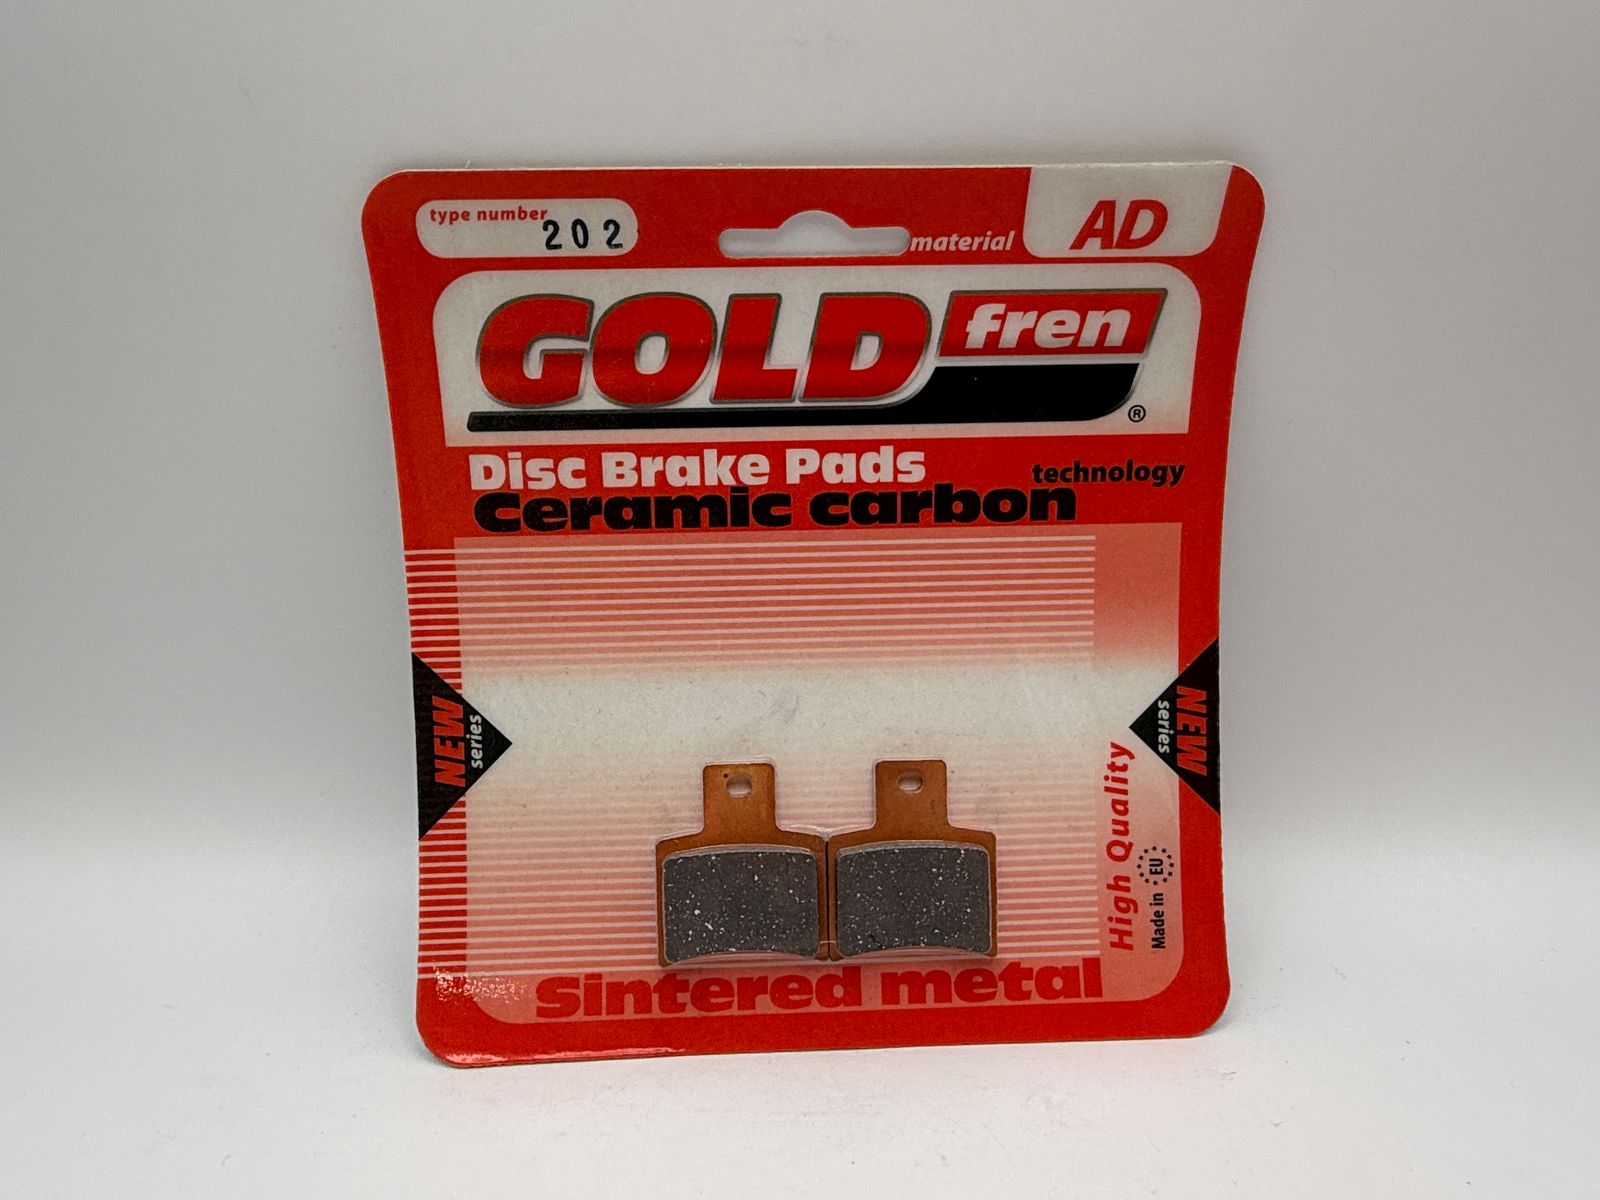 type number 202
material AD
GOLD fren ®
Disc Brake Pads
technology
Ceramic carbon
NEW
series
NEW
series
High Quality
Made in EU
Sintered metal